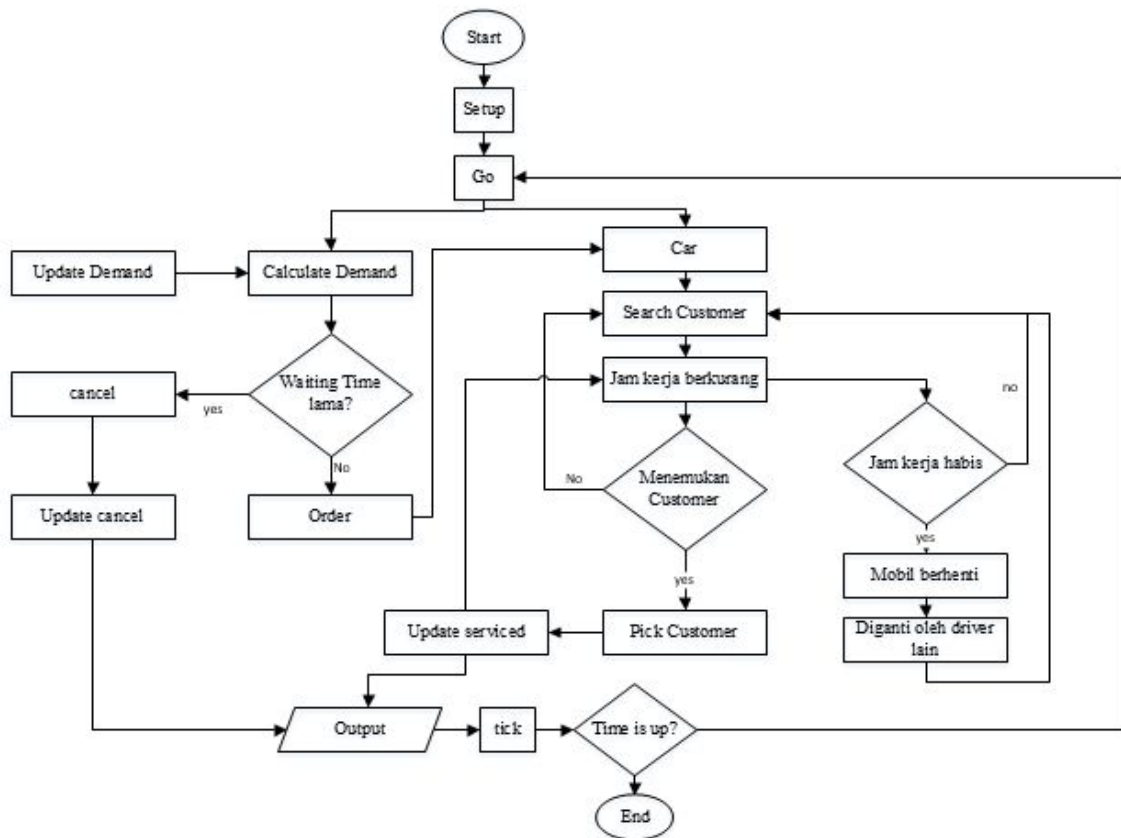 Start
Setup
Go
Car
Update Demand
Calculate Demand
Search Customer
Waiting Time
lama?
cancel
yes
Jam kerja berkurang
no
Jam kerja habis
No
Menemukan
Customer
No
Update cancel
Order
yes
yes
Mobil berhenti
Update serviced
Pick Customer
Diganti oleh driver
lain
Output
tick
Time is up?
End